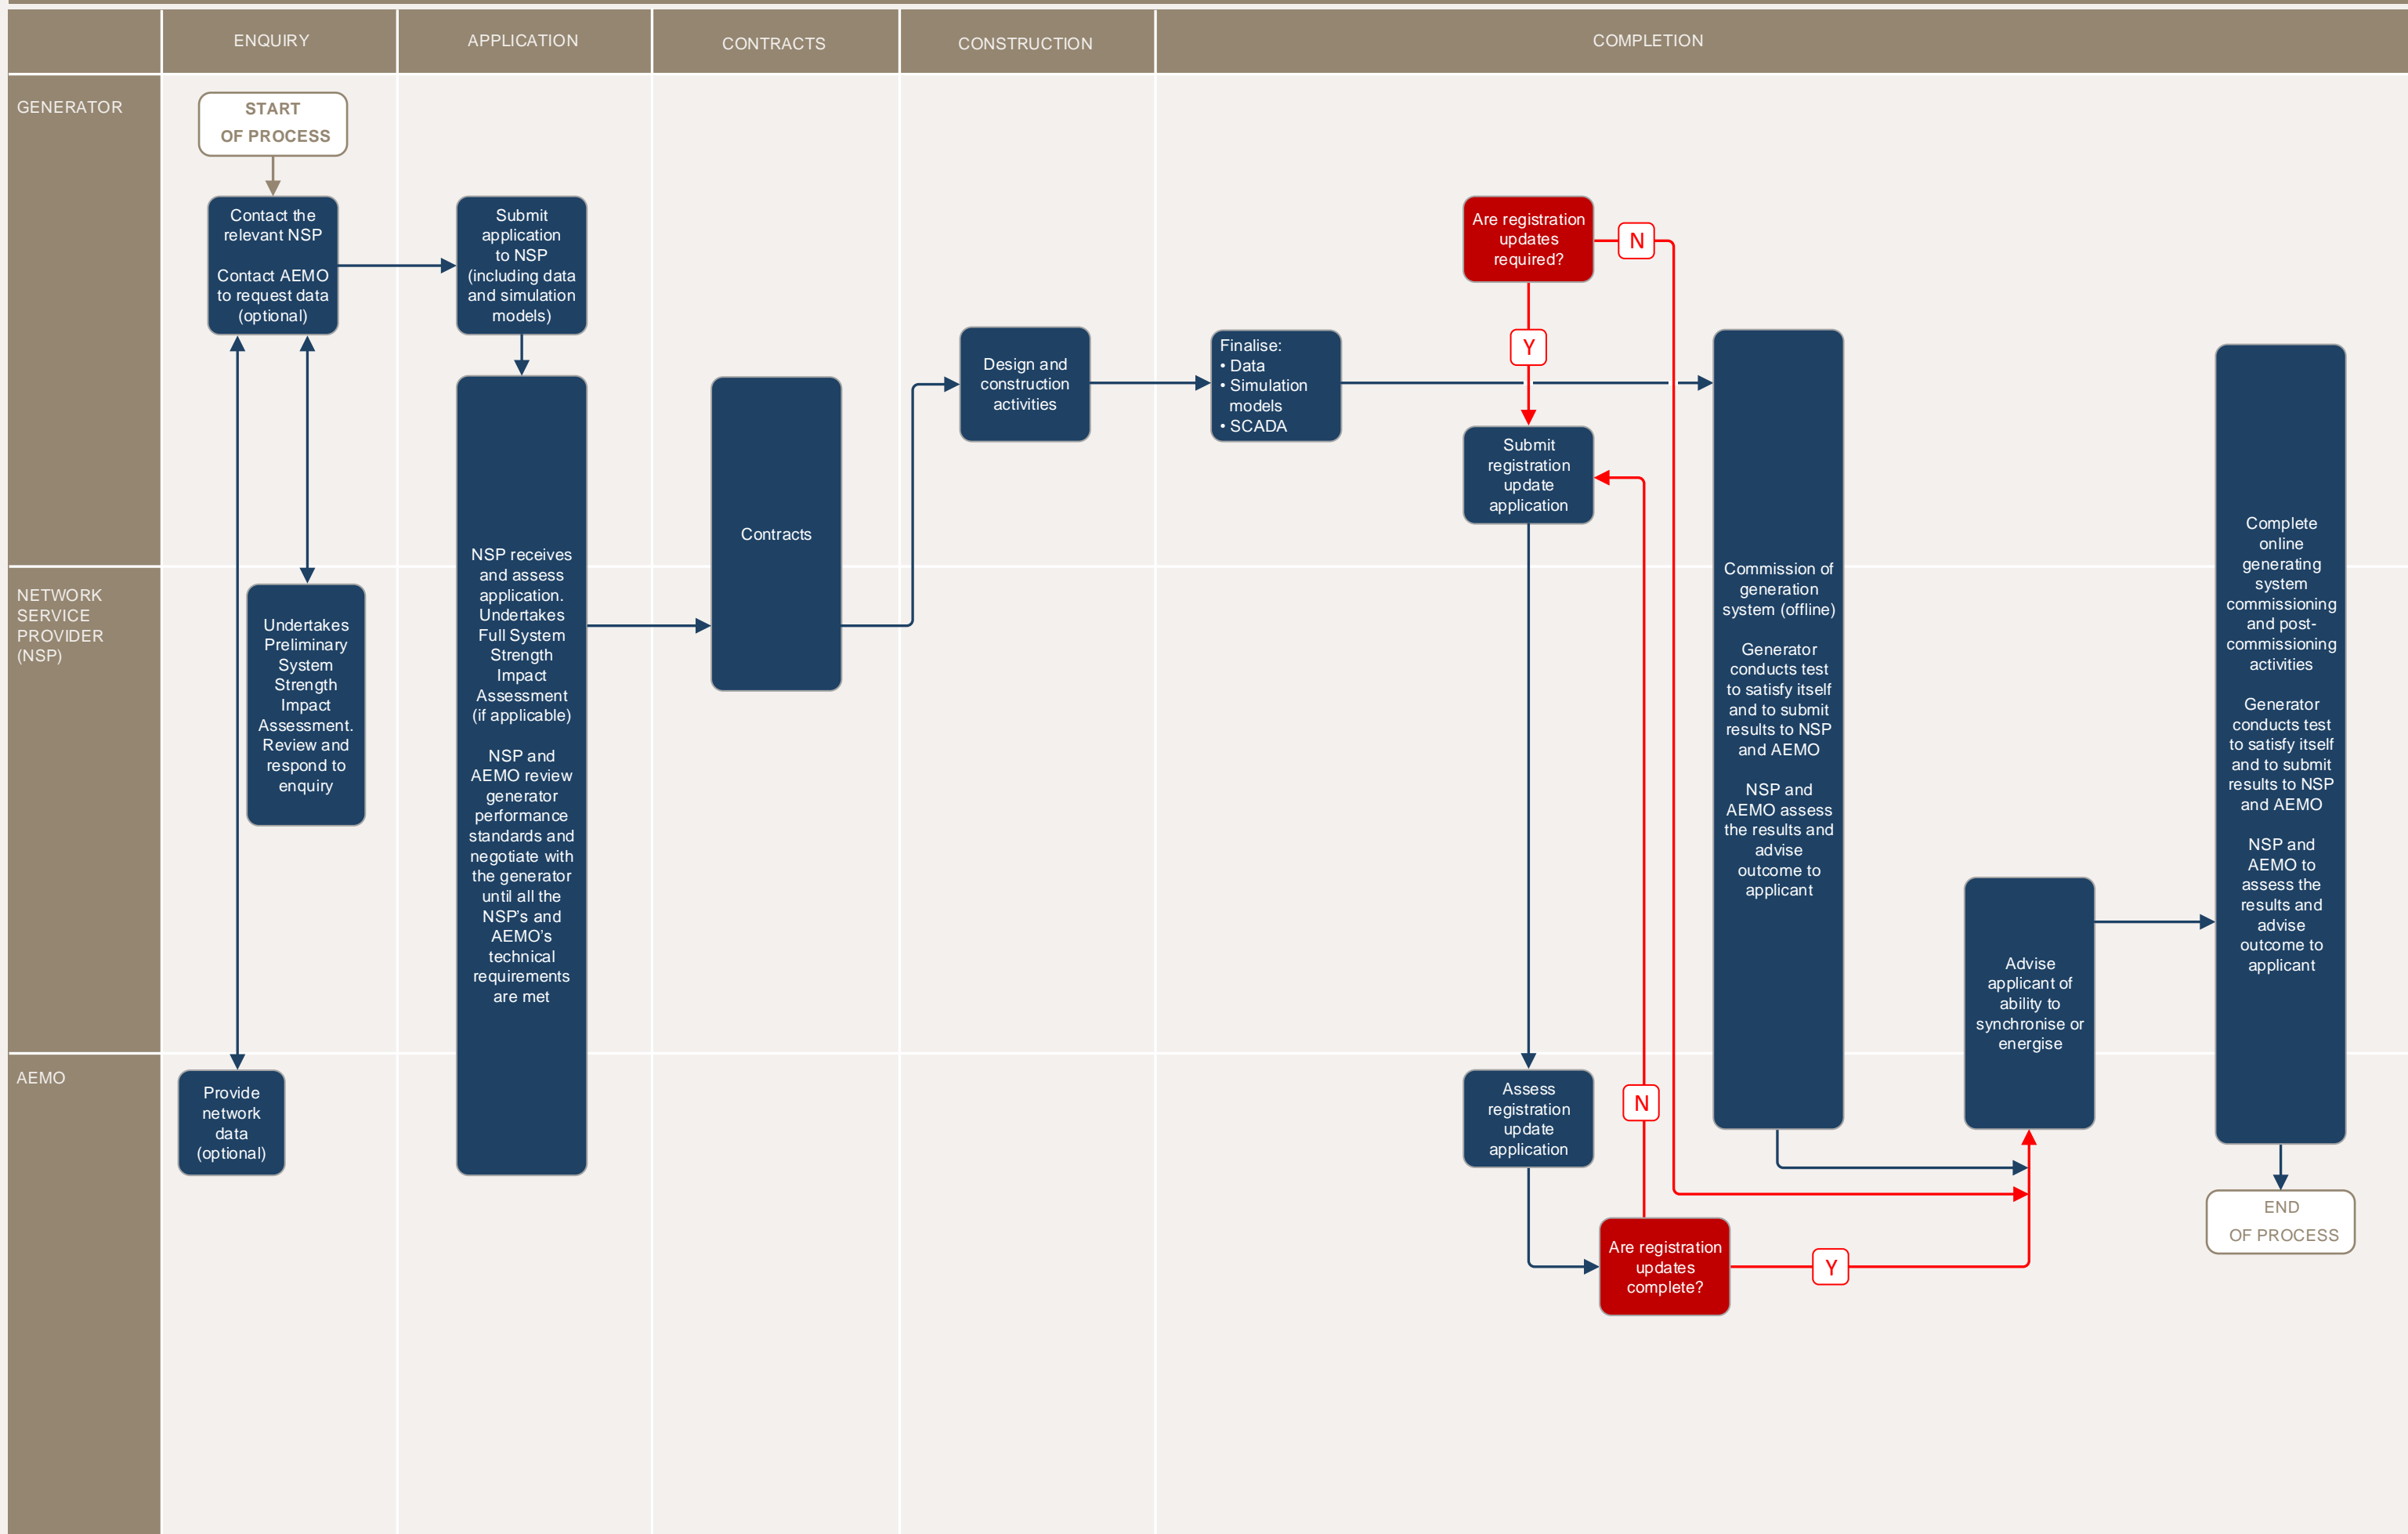 ENQUIRY
APPLICATION
CONTRACTS
CONSTRUCTION
COMPLETION
GENERATOR
START
OF PROCESS
Contact the
relevant NSP
Contact AEMO
to request data
(optional)
Submit
application
to NSP
(including data
and simulation
models)
Are registration
updates
required?
N
Y
Design and
construction
activities
Finalise:
• Data
• Simulation
models
• SCADA
Submit
registration
update
application
Contracts
NETWORK
SERVICE
PROVIDER
(NSP)
Undertakes
Preliminary
System
Strength
Impact
Assessment.
Review and
respond to
enquiry
NSP receives
and assess
application.
Undertakes
Full System
Strength
Impact
Assessment
(if applicable)
NSP and
AEMO review
generator
performance
standards and
negotiate with
the generator
until all the
NSP’s and
AEMO’s
technical
requirements
are met
Commission of
generation
system (offline)
Generator
conducts test
to satisfy itself
and to submit
results to NSP
and AEMO
NSP and
AEMO assess
the results and
advise
outcome to
applicant
Advise
applicant of
ability to
synchronise or
energise
Complete
online
generating
system
commissioning
and post-
commissioning
activities
Generator
conducts test
to satisfy itself
and to submit
results to NSP
and AEMO
NSP and
AEMO to
assess the
results and
advise
outcome to
applicant
AEMO
Provide
network
data
(optional)
Assess
registration
update
application
N
Are registration
updates
complete?
Y
END
OF PROCESS